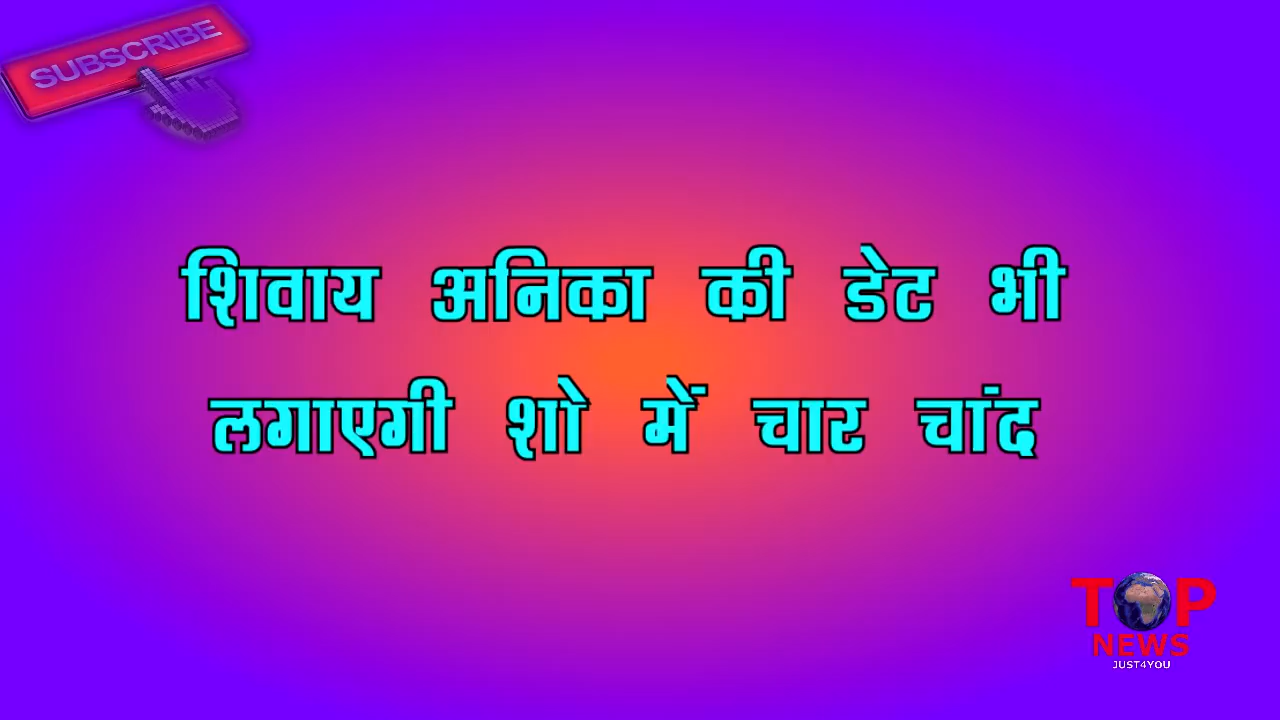 SUBSCRIBE
शिवाय अनिका की डेट भी
लगाएगी शो में चार चांद
TOP
NEWS
JUST4YOU